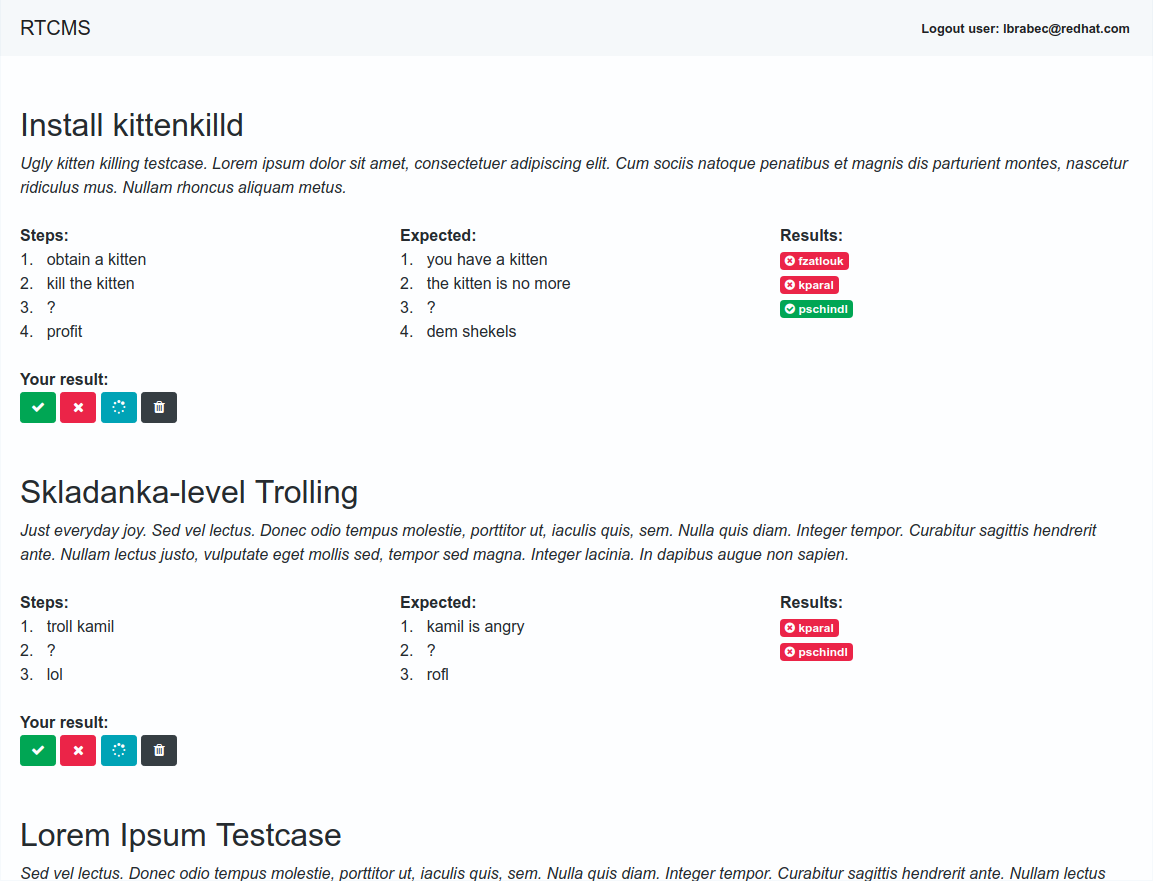 RTCMS
Logout user: lbrabec@redhat.com
Install kittenkilld
Ugly kitten killing testcase. Lorem ipsum dolor sit amet, consectetuer adipiscing elit. Cum sociis natoque penatibus et magnis dis parturient montes, nascetur
ridiculus mus. Nullam rhoncus aliquam metus.
Steps:
1. obtain a kitten
2. kill the kitten
3. ?
4. profit
Expected:
1. you have a kitten
2. the kitten is no more
3. ?
4. dem shekels
Results:
fzatlouk
kparal
pschindl
Your result:
Skladanka-level Trolling
Just everyday joy. Sed vel lectus. Donec odio tempus molestie, porttitor ut, iaculis quis, sem. Nulla quis diam. Integer tempor. Curabitur sagittis hendrerit
ante. Nullam lectus justo, vulputate eget mollis sed, tempor sed magna. Integer lacinia. In dapibus augue non sapien.
Steps:
1. troll kamil
2. ?
3. lol
Expected:
1. kamil is angry
2. ?
3. rofl
Results:
kparal
pschindl
Your result:
Lorem Ipsum Testcase
Sed vel lectus. Donec odio tempus molestie, porttitor ut, iaculis quis, sem. Nulla quis diam. Integer tempor. Curabitur sagittis hendrerit ante. Nullam lectus